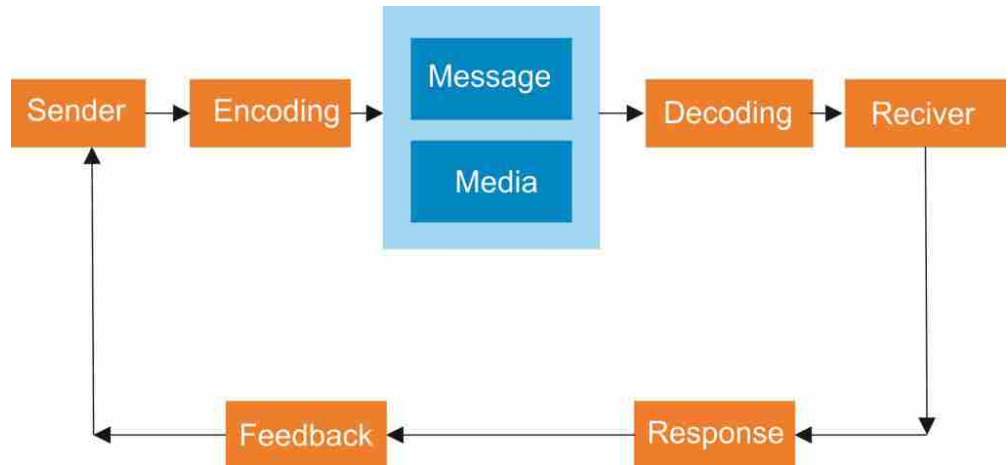 Sender
Encoding
Message
Media
Decoding
Reciver
Response
Feedback